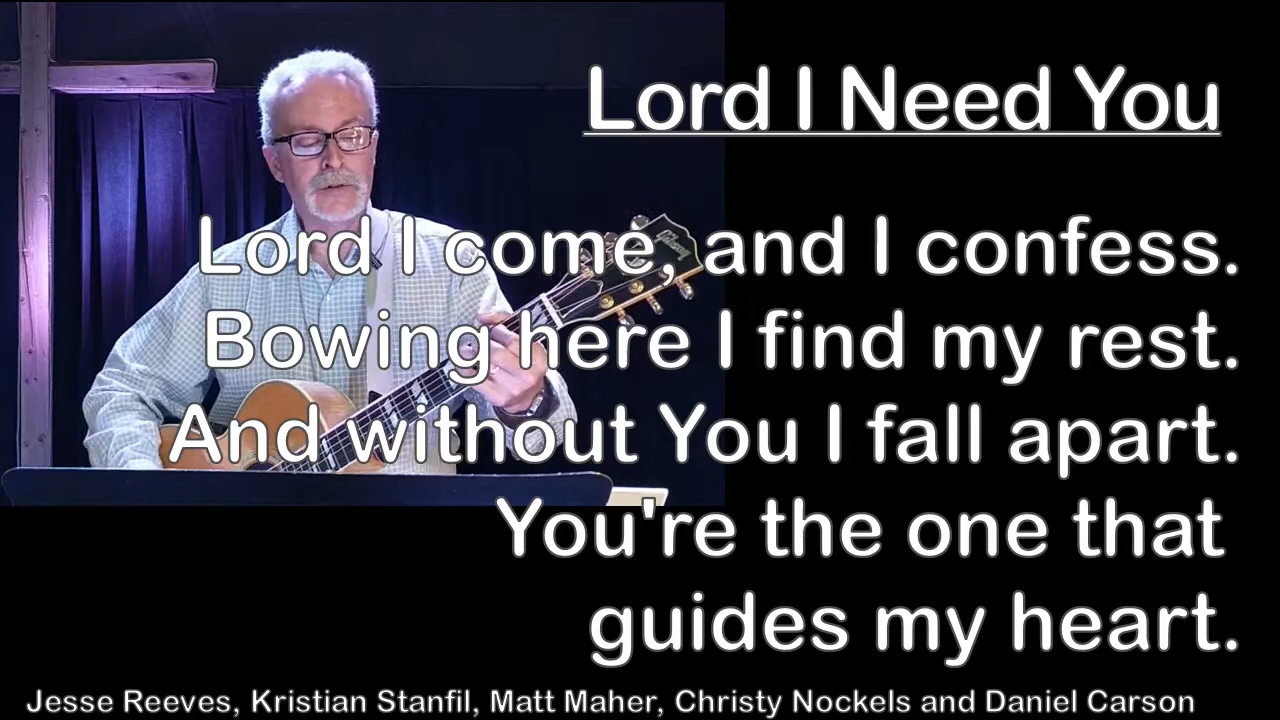 Lord I Need You
Lord I come, and I confess.
Gibson
Bowing here I find my rest.
And without You I fall apart.
You're the one that
guides my heart.
Jesse Reeves, Kristian Stanfil, Matt Maher, Christy Nockels and Daniel Carson